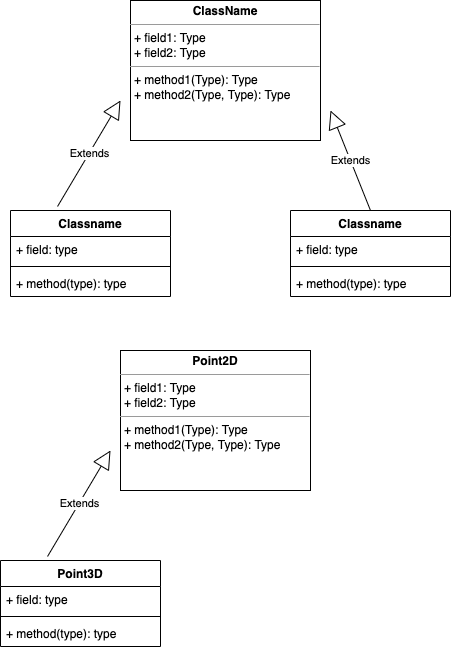 ClassName
+ field1: Type
+ field2: Type
+ method1(Type): Type
+ method2(Type, Type): Type
Extends
Extends
Classname
+ field: type
+ method(type): type
Classname
+ field: type
+ method(type): type
Point2D
+ field1: Type
+ field2: Type
+ method1(Type): Type
+ method2(Type, Type): Type
Extends
Point3D
+ field: type
+ method(type): type